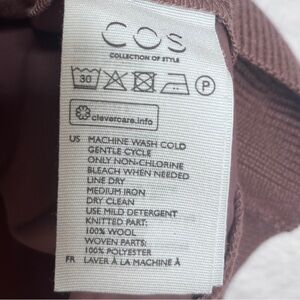 COS
COLLECTION OF STYLE
30 P
clevercare.info
US MACHINE WASH COLD
GENTLE CYCLE
ONLY NON-CHLORINE
BLEACH WHEN NEEDED
LINE DRY
MEDIUM IRON
DRY CLEAN
USE MILD DETERGENT
KNITTED PART:
100% WOOL
WOVEN PARTS:
100% POLYESTER
FR LAVER À LA MACHINE À